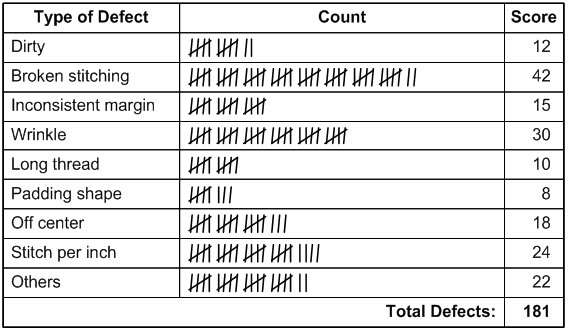 Type of Defect Count Score
Dirty 12
Broken stitching 42
Inconsistent margin 15
Wrinkle 30
Long thread 10
Padding shape 8
Off center 18
Stitch per inch 24
Others 22
Total Defects: 181